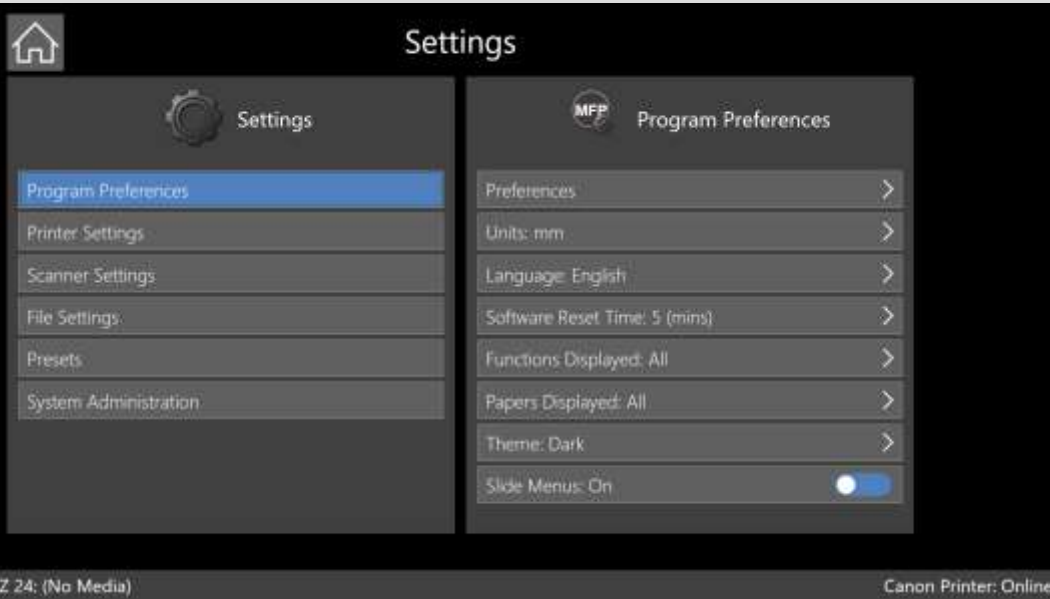 Settings
Settings
Program Preferences
Printer Settings
Scanner Settings
File Settings
Presets
System Administration
MFP
Program Preferences
Preferences
Units: mm
Language: English
Software Reset Time: 5 (mins)
Functions Displayed: All
Papers Displayed: All
Theme: Dark
Slide Menus: On
Z 24: (No Media)
Canon Printer: Online